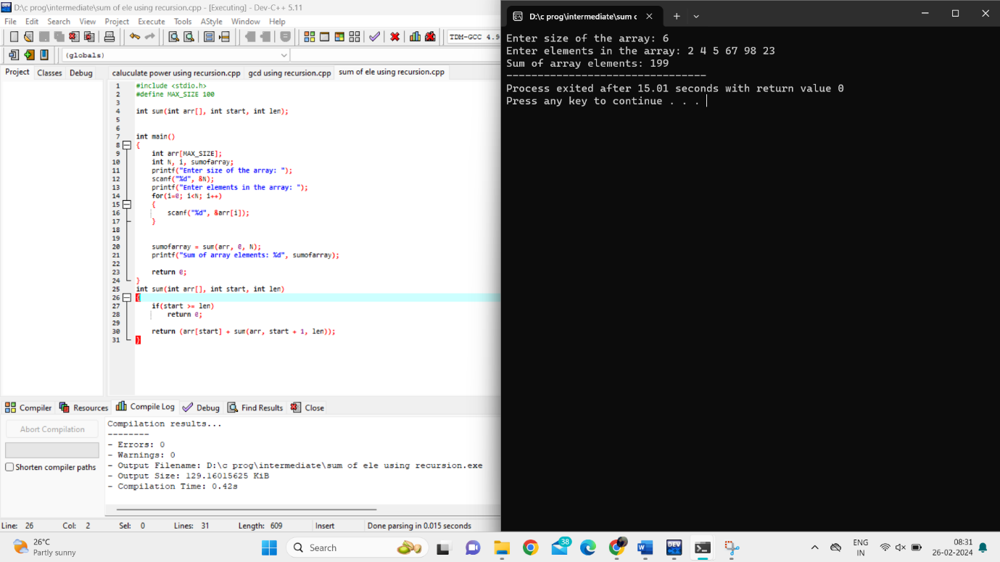 D:\c prog\intermediate\sum of ele using recursion.cpp - [Executing] - Dev-C++ 5.11
File Edit Search View Project Execute Tools AStyle Window Help
TDM-GCC 4.9
(globals)
Project Classes Debug
caluculate power using recursion.cpp gcd using recursion.cpp sum of ele using recursion.cpp
1 #include <stdio.h>
2 #define MAX_SIZE 100
3
4 int sum(int arr[], int start, int len);
5
6
7 int main()
8 {
9 int arr[MAX_SIZE];
10 int N, i, sumofarray;
11 printf("Enter size of the array: ");
12 scanf("%d", &N);
13 printf("Enter elements in the array: ");
14 for(i=0; i<N; i++)
15 {
16 scanf("%d", &arr[i]);
17 }
18
19
20 sumofarray = sum(arr, 0, N);
21 printf("Sum of array elements: %d", sumofarray);
22
23 return 0;
24 }
25 int sum(int arr[], int start, int len)
26 {
27 if(start >= len)
28 return 0;
29
30 return (arr[start] + sum(arr, start + 1, len));
31 }
Compiler Resources Compile Log Debug Find Results Close
Abort Compilation
Shorten compiler paths
Compilation results...
--------
- Errors: 0
- Warnings: 0
- Output Filename: D:\c prog\intermediate\sum of ele using recursion.exe
- Output Size: 129.16015625 KiB
- Compilation Time: 0.42s
Line: 26 Col: 2 Sel: 0 Lines: 31 Length: 609 Insert Done parsing in 0.015 seconds
D:\c prog\intermediate\sum c
Enter size of the array: 6
Enter elements in the array: 2 4 5 67 98 23
Sum of array elements: 199
--------------------------------
Process exited after 15.01 seconds with return value 0
Press any key to continue . . .
26°C
Partly sunny
Search
38
DEV
ENG
IN
08:31
26-02-2024